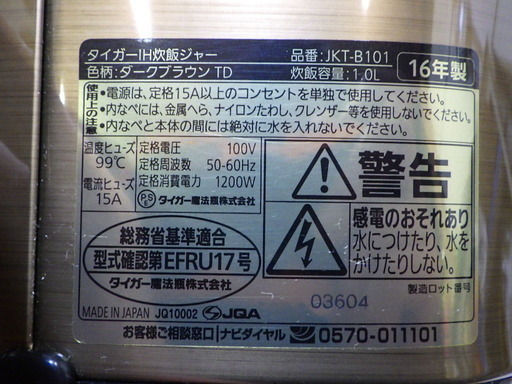 タイガーIH炊飯ジャー 品番:JKT-B101
色柄:ダークブラウン TD 炊飯容量:1.0L 16年製
使用上の注意
•電源は、定格15A以上のコンセントを単独で使用してください。
•内なべには、金属へら、ナイロンたわし、クレンザー等を使用しないでください。
•内なべと本体の間には絶対に水を入れないでください。
温度ヒューズ 99℃
電流ヒューズ 15A
定格電圧 100V
定格周波数 50-60Hz
定格消費電力 1200W
PSE タイガー魔法瓶株式会社
警告
感電のおそれあり
水につけたり、水を
かけたりしない。
総務省基準適合
型式確認第EFRU17号
タイガー魔法瓶株式会社
製造ロット番号
03604
MADE IN JAPAN JQ10002 JQA
お客様ご相談窓口 ナビダイヤル 0570-011101